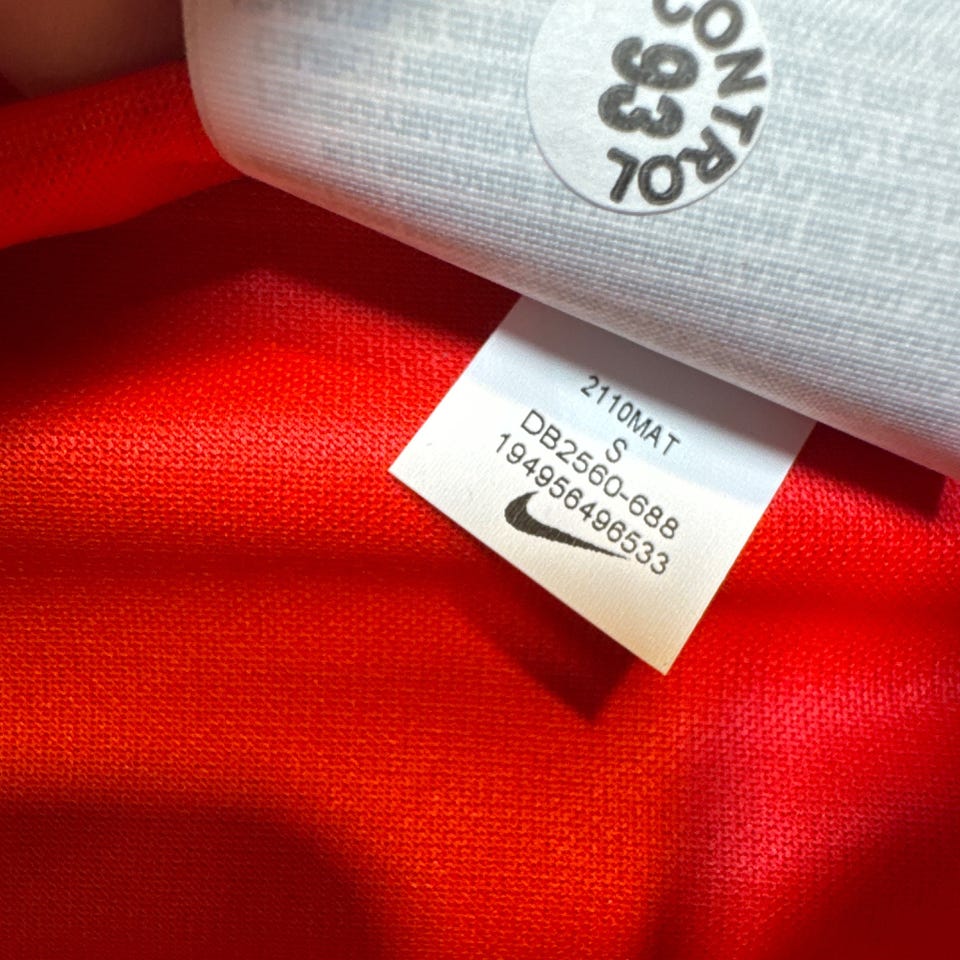 CONTROL
93
2110MAT
S
DB2560-688
194956496533